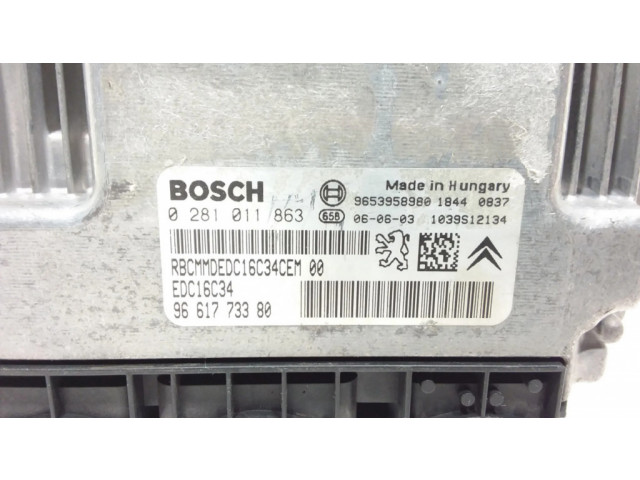 BOSCH
Made in Hungary
9653958980 1844 0837
0 281 011 863 65B 06-06-03 1039S12134
RBCMMDEDC16C34CEM 00
EDC16C34
96 617 733 80